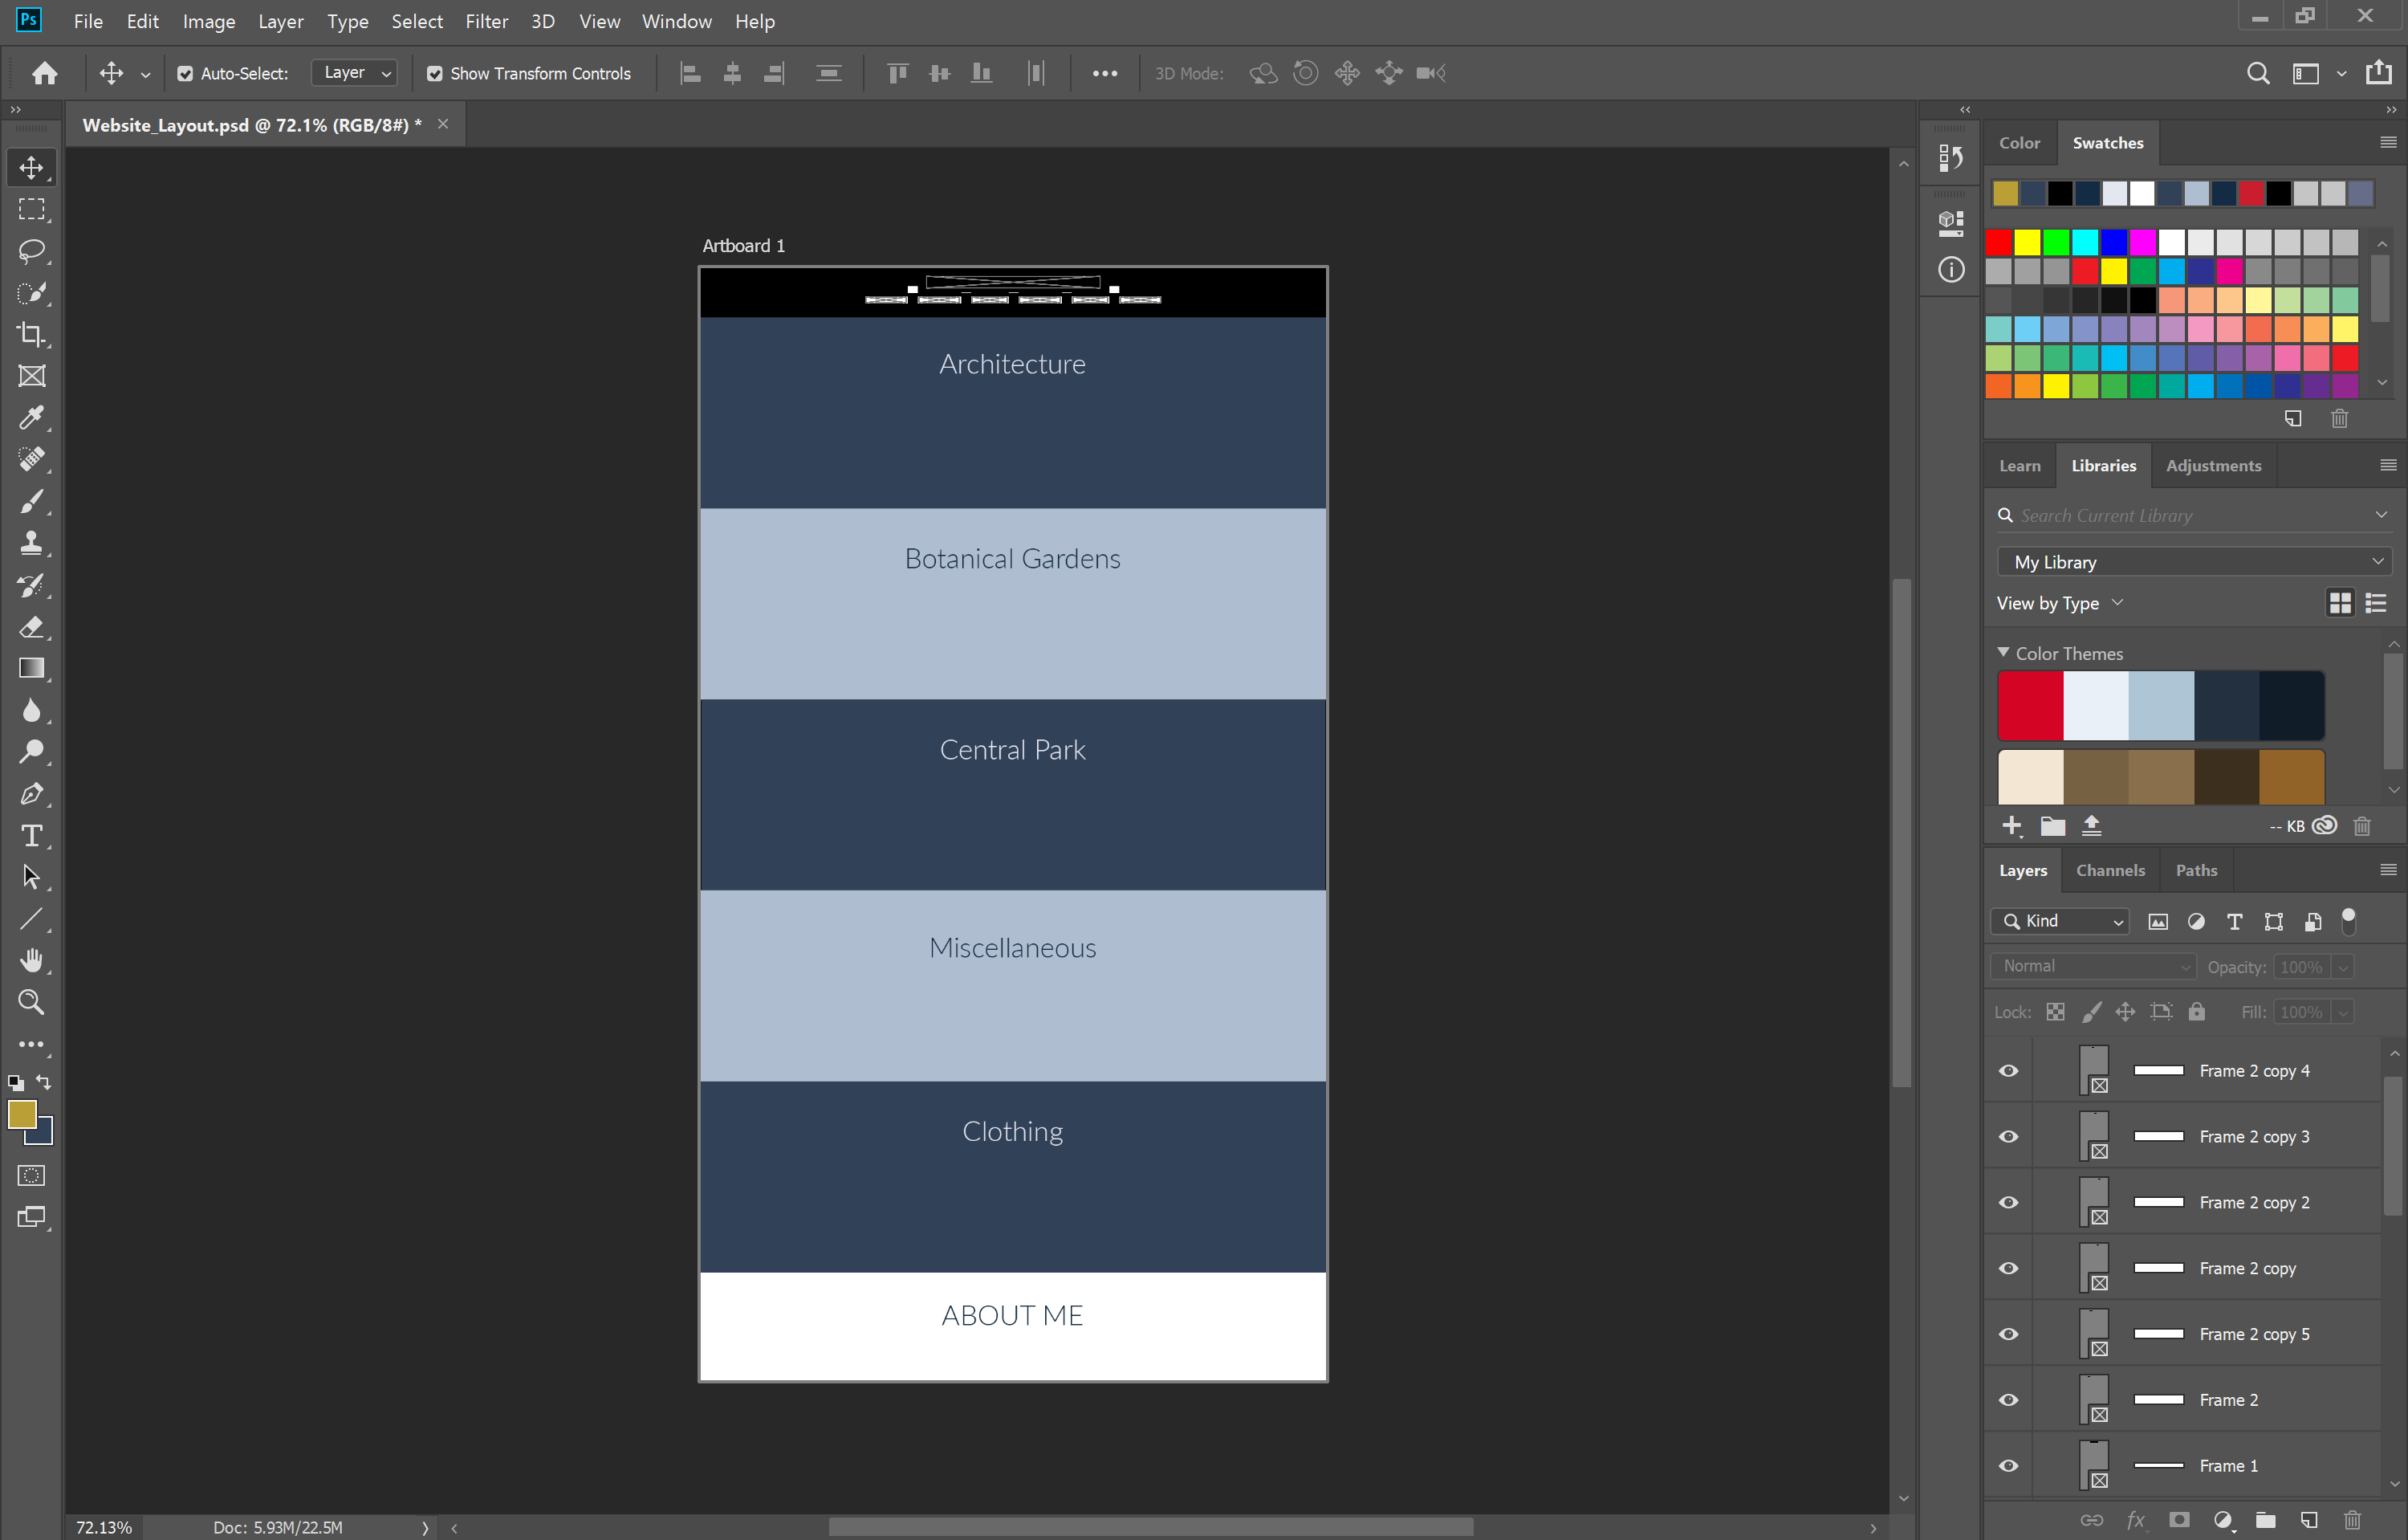 Ps File Edit Image Layer Type Select Filter 3D View Window Help
Auto-Select: Layer Show Transform Controls 3D Mode:
Website_Layout.psd @ 72.1% (RGB/8#) *
Artboard 1
Architecture
Botanical Gardens
Central Park
Miscellaneous
Clothing
ABOUT ME
72.13% Doc: 5.93M/22.5M
Color Swatches
Learn Libraries Adjustments
Search Current Library
My Library
View by Type
Color Themes
-- KB
Layers Channels Paths
Kind
Normal Opacity: 100%
Lock: Fill: 100%
Frame 2 copy 4
Frame 2 copy 3
Frame 2 copy 2
Frame 2 copy
Frame 2 copy 5
Frame 2
Frame 1
fx